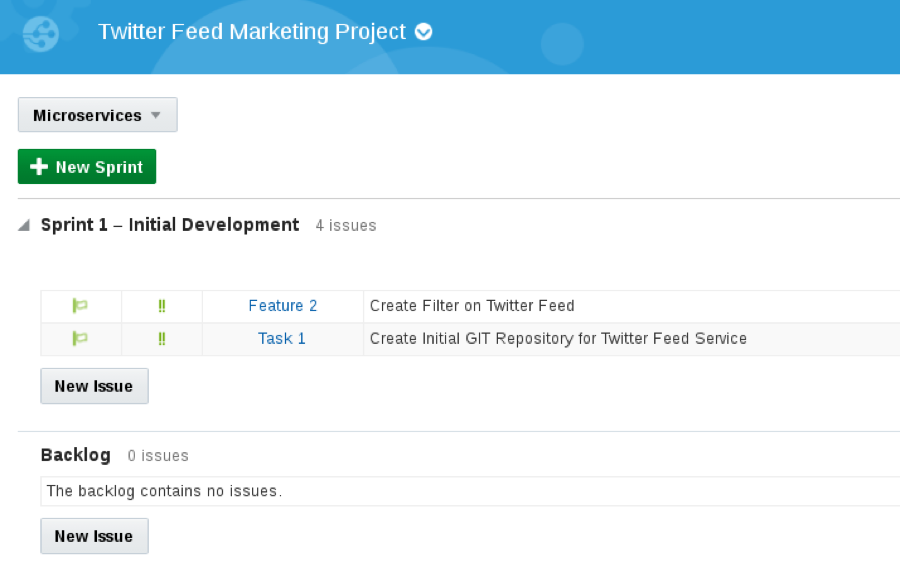 Twitter Feed Marketing Project
Microservices
New Sprint
Sprint 1 – Initial Development 4 issues
!! Feature 2 Create Filter on Twitter Feed
!! Task 1 Create Initial GIT Repository for Twitter Feed Service
New Issue
Backlog 0 issues
The backlog contains no issues.
New Issue